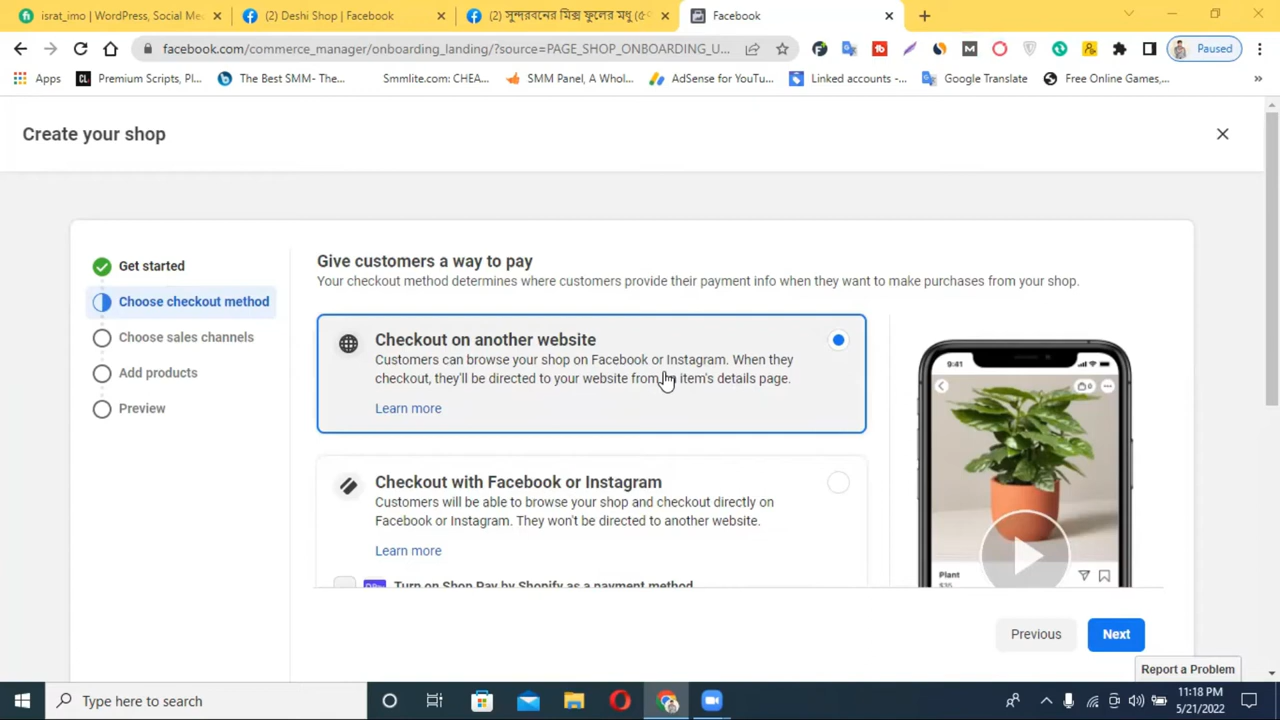 israt_imo | WordPress, Social Me
(2) Deshi Shop | Facebook
(2) সুন্দরবনের মিক্স ফুলের মধু (৫
Facebook
facebook.com/commerce_manager/onboarding_landing/?source=PAGE_SHOP_ONBOARDING_U...
Paused
Apps
Premium Scripts, Pl...
The Best SMM- The...
Smmlite.com: CHEA...
SMM Panel, A Whol...
AdSense for YouTu...
Linked accounts -...
Google Translate
Free Online Games,...
Create your shop
Get started
Choose checkout method
Choose sales channels
Add products
Preview
Give customers a way to pay
Your checkout method determines where customers provide their payment info when they want to make purchases from your shop.
Checkout on another website
Customers can browse your shop on Facebook or Instagram. When they
checkout, they'll be directed to your website from an item's details page.
Learn more
Checkout with Facebook or Instagram
Customers will be able to browse your shop and checkout directly on
Facebook or Instagram. They won't be directed to another website.
Learn more
Turn on Shop Pay by Shopify as a payment method
9:41
0
Plant
$35
Previous
Next
Report a Problem
Type here to search
11:18 PM
5/21/2022